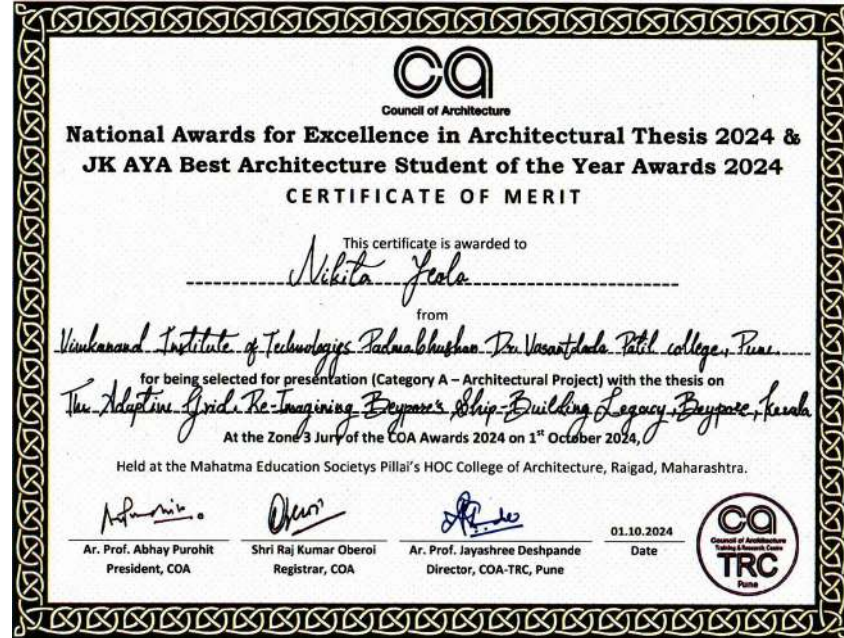 ca
Council of Architecture
National Awards for Excellence in Architectural Thesis 2024 &
JK AYA Best Architecture Student of the Year Awards 2024
CERTIFICATE OF MERIT
This certificate is awarded to
Nikita Yeola
from
Vivekanand Institute of Technologies Padmabhushan Dr. Vasantdada Patil college, Pune.
for being selected for presentation (Category A – Architectural Project) with the thesis on
The Adaptive Grid. Re-Imagining Beypore's Ship-Building Legacy, Beypore, Kerala
At the Zone 3 Jury of the COA Awards 2024 on 1st October 2024,
Held at the Mahatma Education Societys Pillai's HOC College of Architecture, Raigad, Maharashtra.
01.10.2024
Ar. Prof. Abhay Purohit
President, COA
Shri Raj Kumar Oberoi
Registrar, COA
Ar. Prof. Jayashree Deshpande
Director, COA-TRC, Pune
Date
ca
Council of Architecture
Training & Research Centre
TRC
Pune